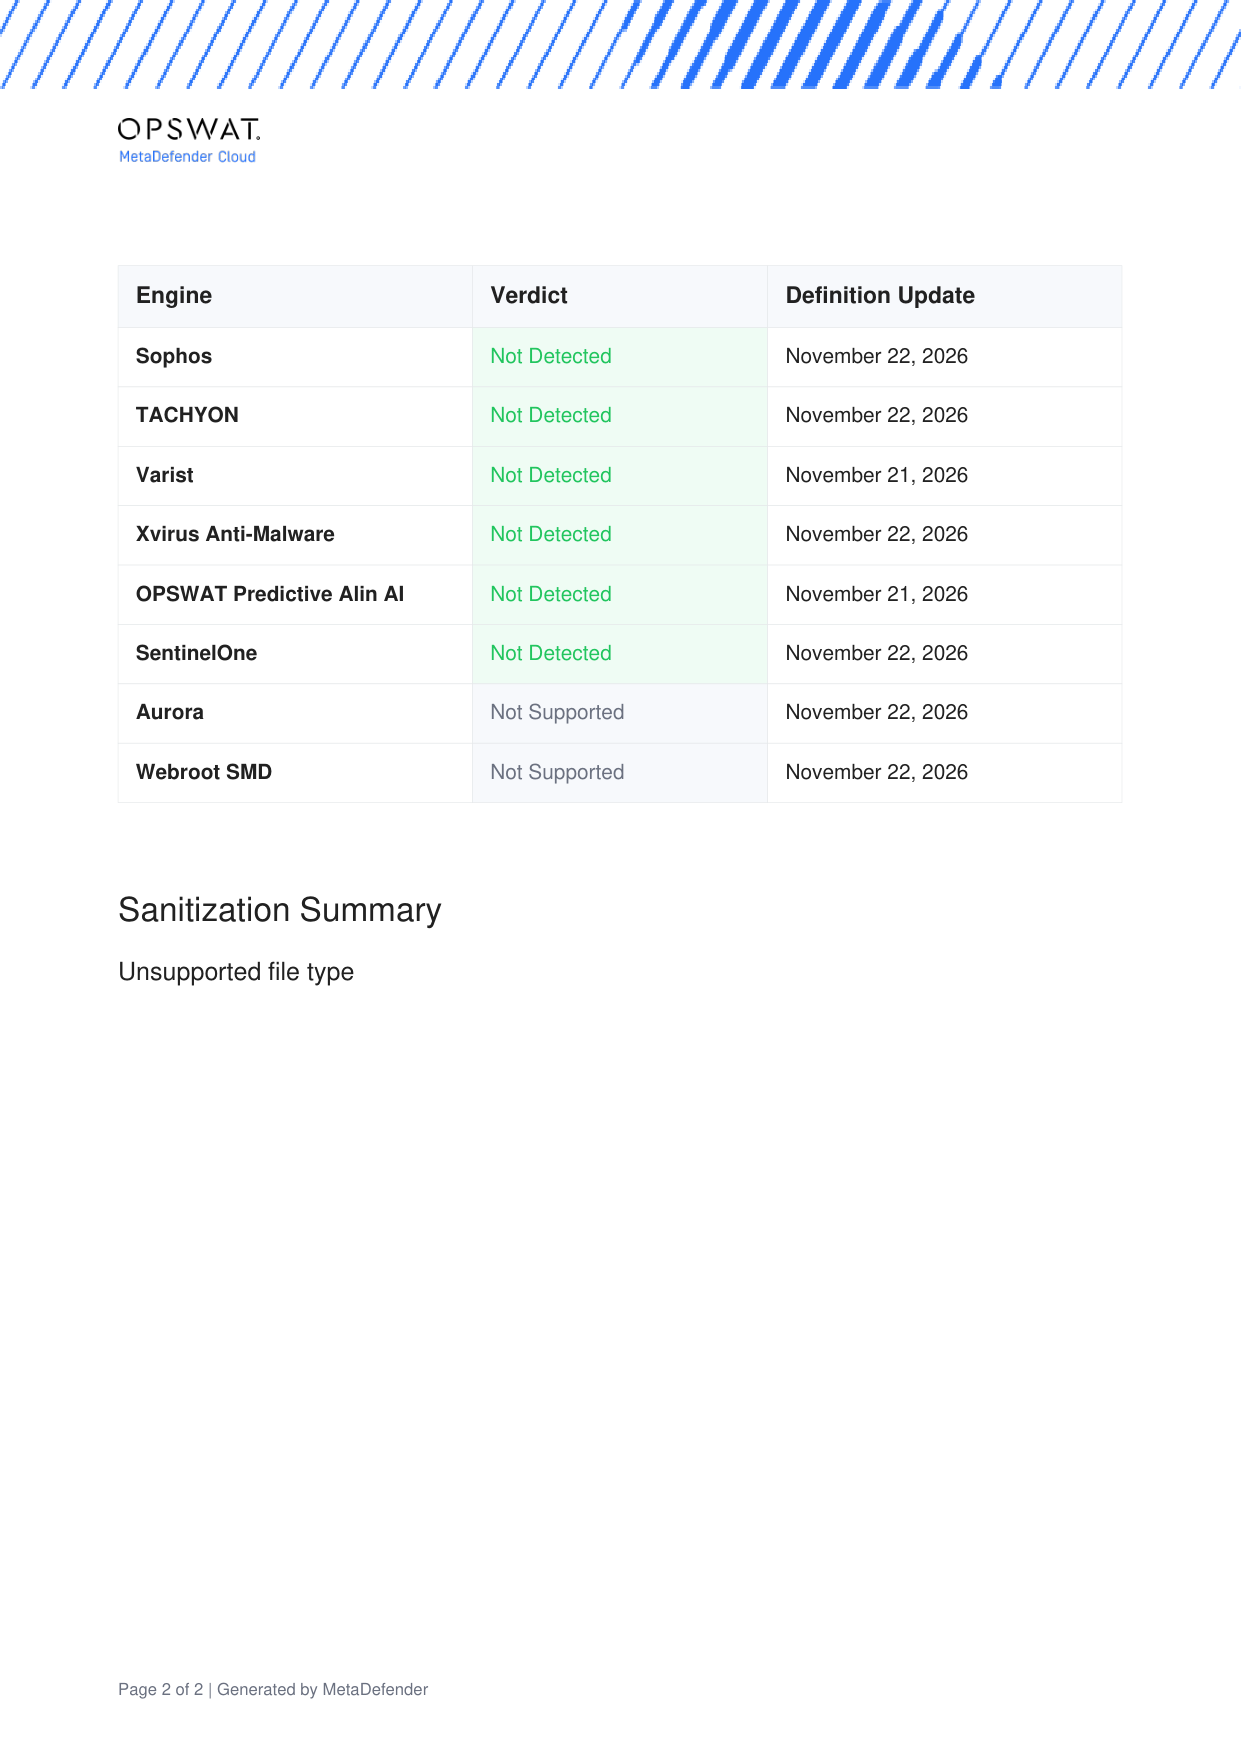 OPSWAT.
MetaDefender Cloud
Engine Verdict Definition Update
Sophos Not Detected November 22, 2026
TACHYON Not Detected November 22, 2026
Varist Not Detected November 21, 2026
Xvirus Anti-Malware Not Detected November 22, 2026
OPSWAT Predictive Alin AI Not Detected November 21, 2026
SentinelOne Not Detected November 22, 2026
Aurora Not Supported November 22, 2026
Webroot SMD Not Supported November 22, 2026
Sanitization Summary
Unsupported file type
Page 2 of 2 | Generated by MetaDefender